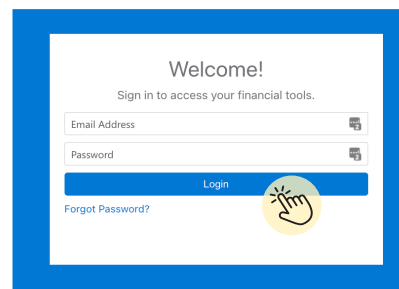 Welcome!
Sign in to access your financial tools.
Email Address
Password
Login
Forgot Password?